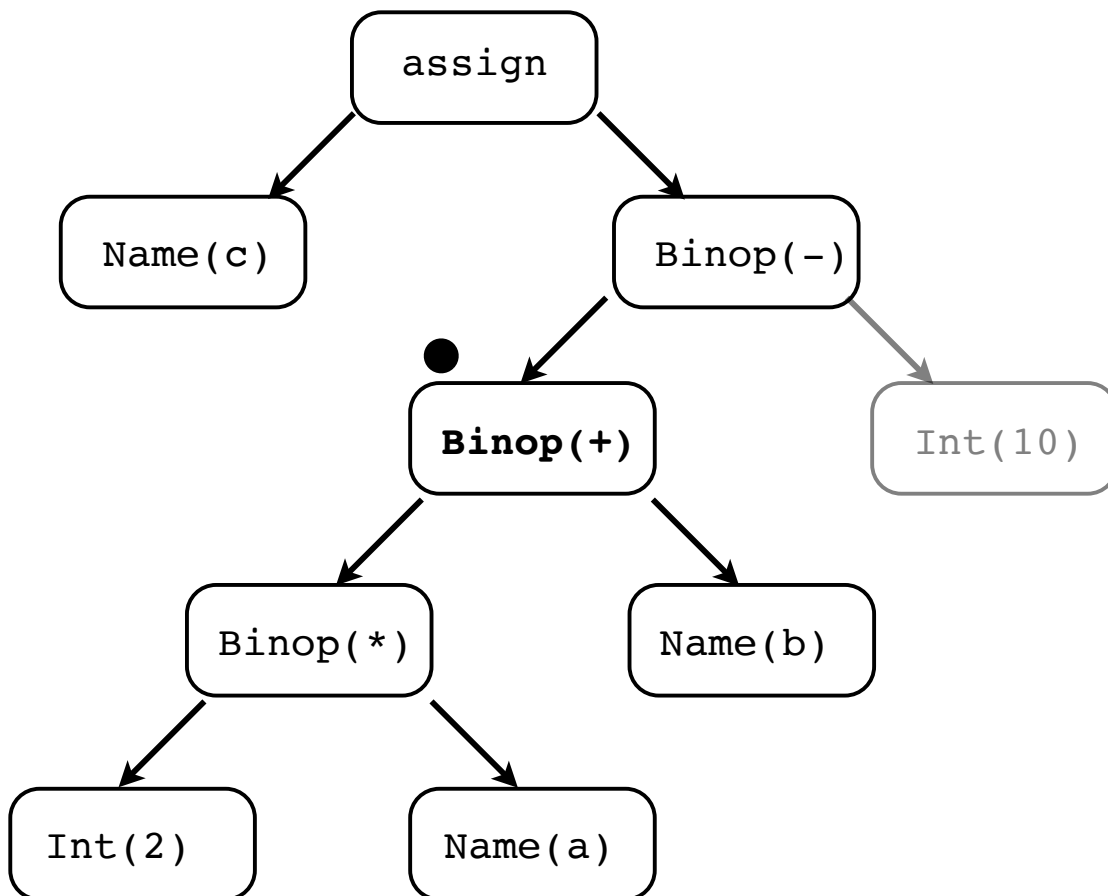 assign
Name(c)
Binop(-)
Binop(+)
Int(10)
Binop(*)
Name(b)
Int(2)
Name(a)